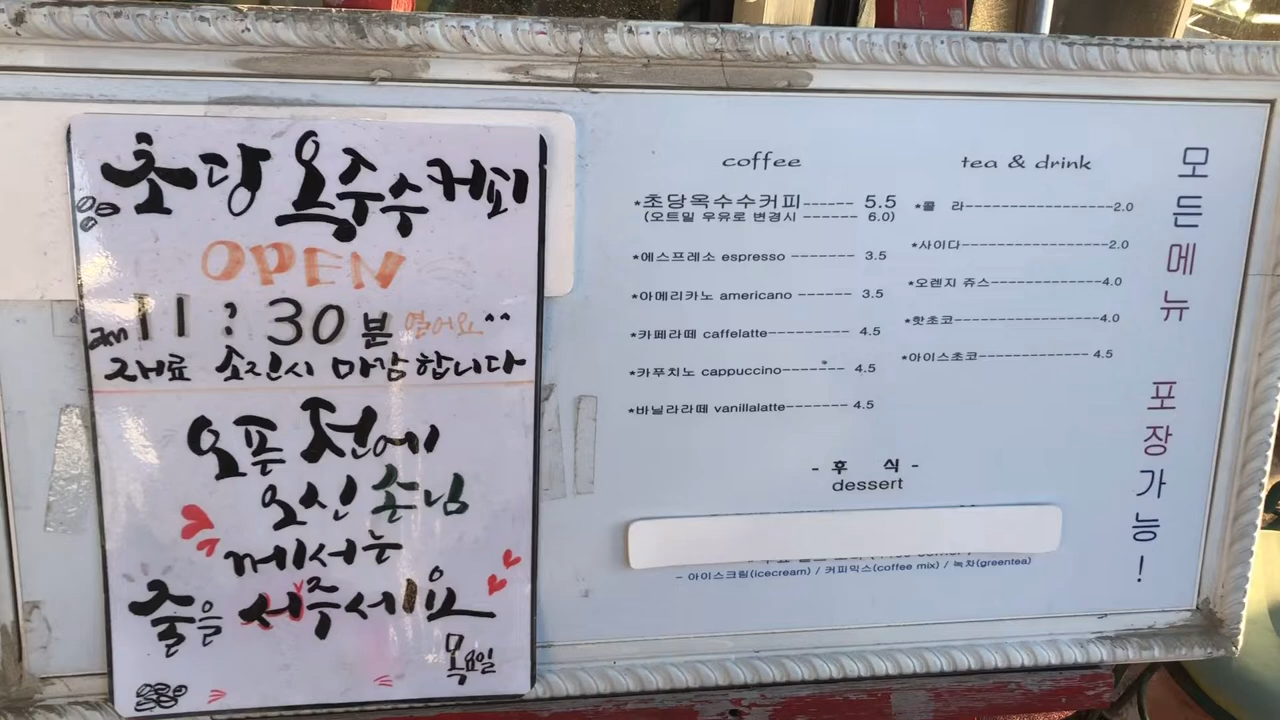 초당 옥수수커피
OPEN
am 11 : 30 분 열어요^^
재료 소진시 마감합니다
오픈 전에
오신 손님
께서는
줄을 서주세요
목요일
coffee
*초당옥수수커피------ 5.5
(오트밀 우유로 변경시 ------- 6.0)
*에스프레소 espresso ------- 3.5
*아메리카노 americano ------ 3.5
*카페라떼 caffelatte---------- 4.5
*카푸치노 cappuccino------- 4.5
*바닐라라떼 vanillalatte------- 4.5
tea & drink
*콜 라-----------------2.0
*사이다-----------------2.0
*오렌지 쥬스-------------4.0
*핫초코-----------------4.0
*아이스초코------------- 4.5
- 후 식 -
dessert
- 아이스크림(icecream) / 커피믹스(coffee mix) / 녹차(greentea)
모든메뉴 포장가능!